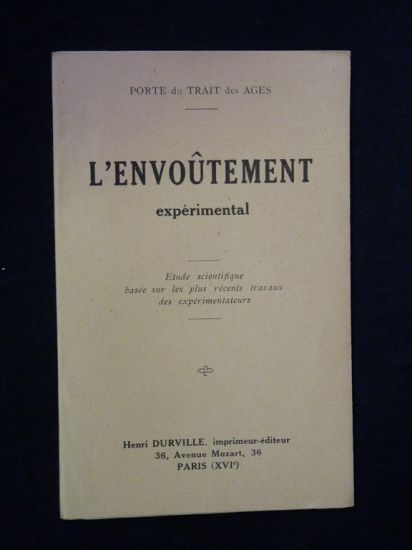 PORTE du TRAIT des AGES
L'ENVOÛTEMENT
expérimental
Etude scientifique
basée sur les plus récents travaux
des expérimentateurs
Henri DURVILLE, imprimeur-éditeur
36, Avenue Mozart, 36
PARIS (XVIe)